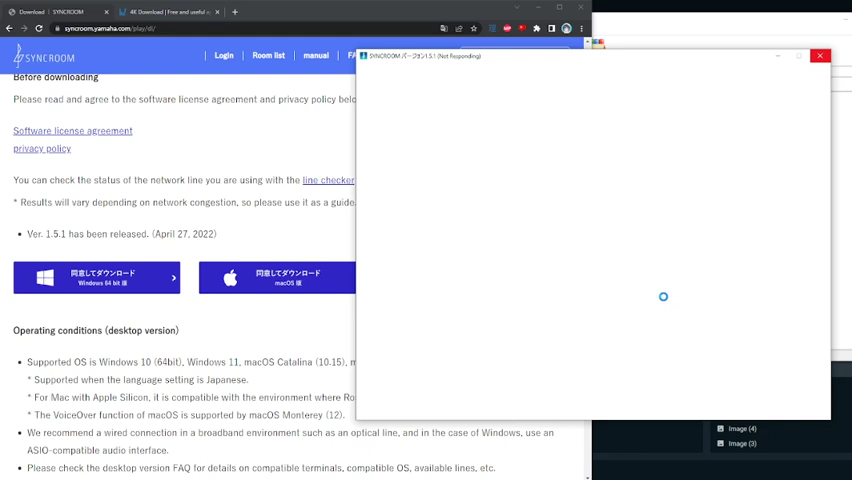 Download | SYNCROOM
4K Download | Free and useful a
syncroom.yamaha.com/play/dl/
SYNCROOM
Login
Room list
manual
SYNCROOM バージョン1.5.1 (Not Responding)
Before downloading
Please read and agree to the software license agreement and privacy policy
Software license agreement
privacy policy
You can check the status of the network line you are using with the line checker
* Results will vary depending on network congestion, so please use it as a guide.
• Ver. 1.5.1 has been released. (April 27, 2022)
同意してダウンロード
Windows 64 bit 版
同意してダウンロード
macOS 版
Operating conditions (desktop version)
• Supported OS is Windows 10 (64bit), Windows 11, macOS Catalina (10.15),
* Supported when the language setting is Japanese.
* For Mac with Apple Silicon, it is compatible with the environment where
* The VoiceOver function of macOS is supported by macOS Monterey (12).
• We recommend a wired connection in a broadband environment such as an optical line, and in the case of Windows, use an
ASIO-compatible audio interface.
• Please check the desktop version FAQ for details on compatible terminals, compatible OS, available lines, etc.
Image (4)
Image (3)